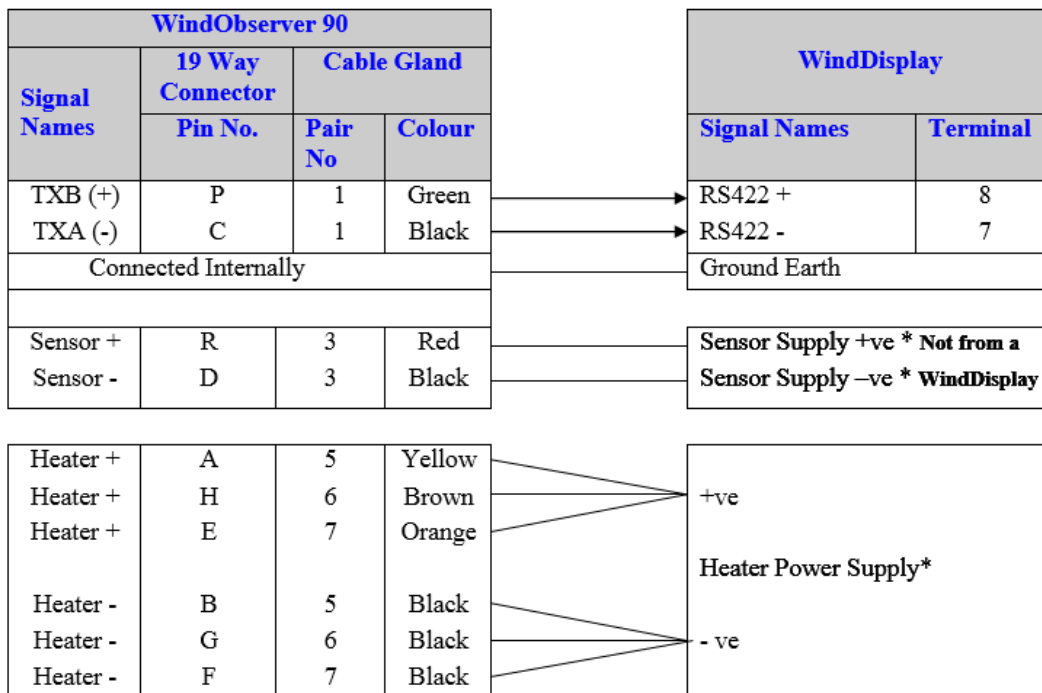 WindObserver 90
WindDisplay
Signal Names
19 Way Connector
Cable Gland
Pin No.
Pair No
Colour
Signal Names
Terminal
TXB (+) P 1 Green RS422 + 8
TXA (-) C 1 Black RS422 - 7
Connected Internally Ground Earth
Sensor + R 3 Red Sensor Supply +ve * Not from a
Sensor - D 3 Black Sensor Supply –ve * WindDisplay
Heater + A 5 Yellow
Heater + H 6 Brown +ve
Heater + E 7 Orange
Heater Power Supply*
Heater - B 5 Black
Heater - G 6 Black - ve
Heater - F 7 Black